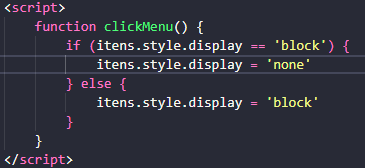 <script>
function clickMenu() {
if (itens.style.display == 'block') {
itens.style.display = 'none'
} else {
itens.style.display = 'block'
}
}
</script>